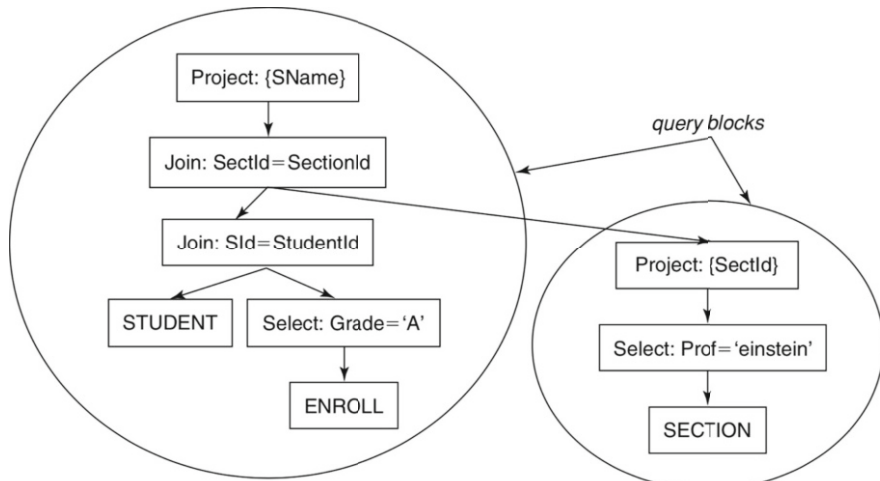 Project: {SName}
query blocks
Join: SectId=SectionId
Join: SId=StudentId
Project: {SectId}
STUDENT
Select: Grade=‘A’
Select: Prof=‘einstein’
ENROLL
SECTION